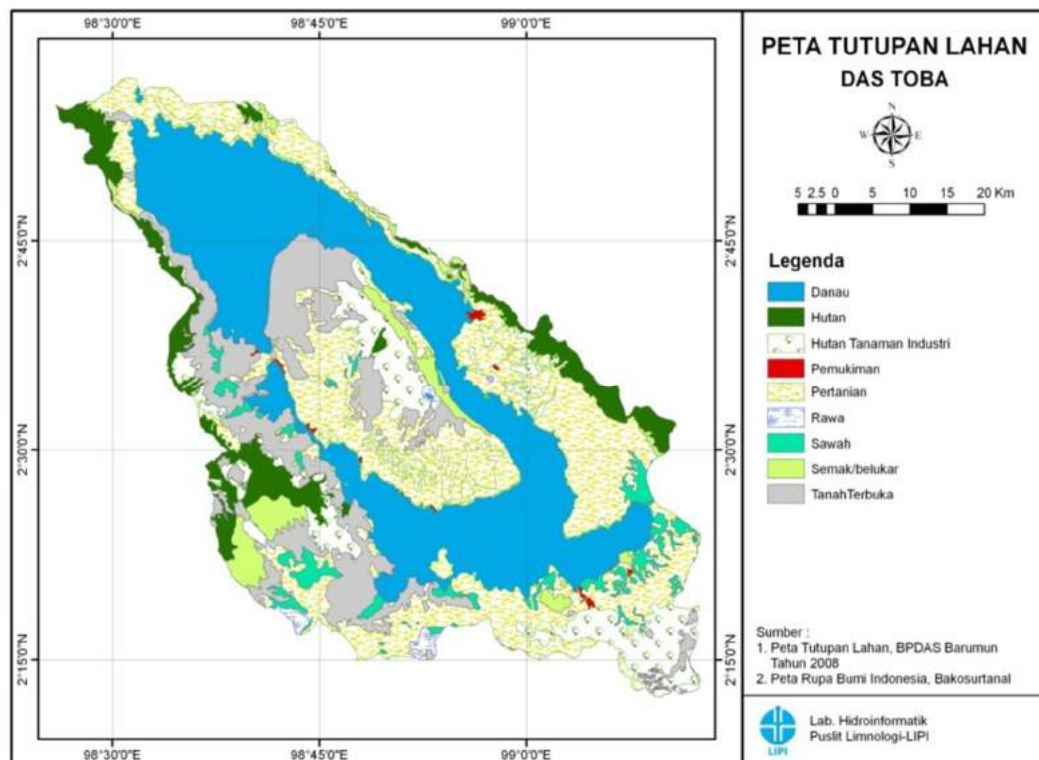 98°30'0"E 98°45'0"E 99°0'0"E
PETA TUTUPAN LAHAN
DAS TOBA
N
W E
S
5 2.5 0 5 10 15 20 Km
2°45'0"N 2°45'0"N
Legenda
Danau
Hutan
Hutan Tanaman Industri
Pemukiman
Pertanian
Rawa
2°30'0"N 2°30'0"N
Sawah
Semak/belukar
TanahTerbuka
Sumber :
1. Peta Tutupan Lahan, BPDAS Barumun
Tahun 2008
2. Peta Rupa Bumi Indonesia, Bakosurtanal
2°15'0"N 2°15'0"N
Lab. Hidroinformatik
Puslit Limnologi-LIPI
LIPI
98°30'0"E 98°45'0"E 99°0'0"E